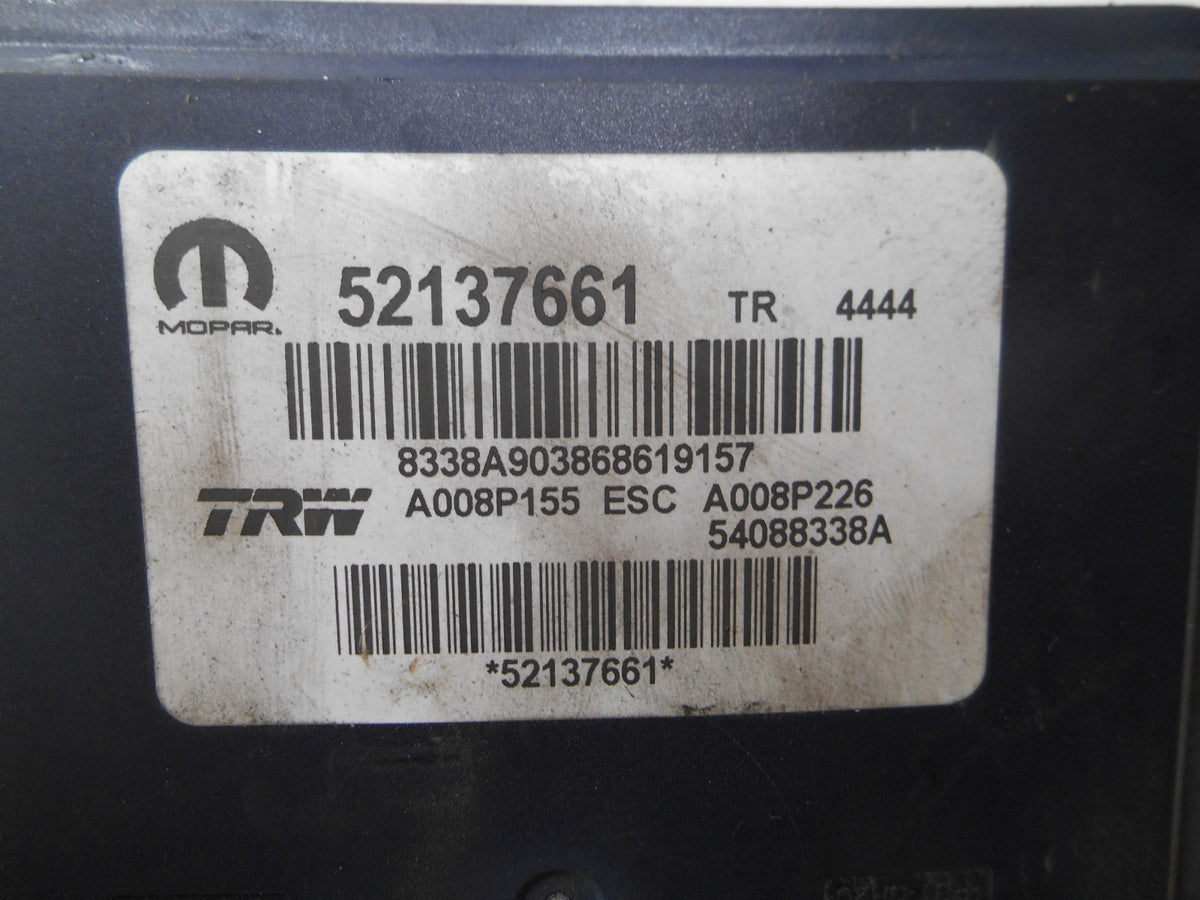 MOPAR.
52137661 TR 4444
8338A903868619157
TRW A008P155 ESC A008P226
54088338A
*52137661*